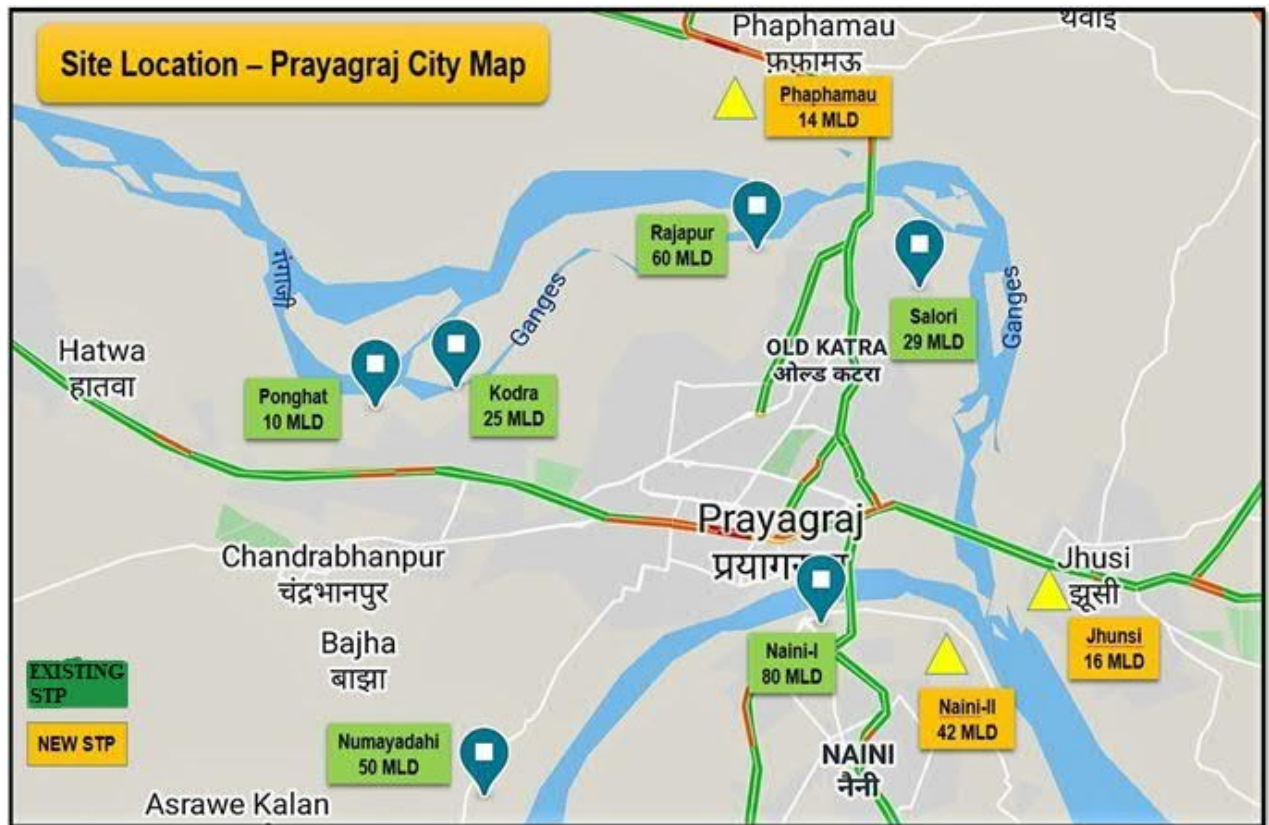 Site Location – Prayagraj City Map
Phaphamau
फ़फ़ामऊ
थवाई
Phaphamau
14 MLD
Rajapur
60 MLD
गंगाजी
Ganges
Ganges
Salori
29 MLD
Hatwa
हातवा
OLD KATRA
ओल्ड कटरा
Ponghat
10 MLD
Kodra
25 MLD
Prayagraj
Chandrabhanpur
चंद्रभानपुर
Jhusi
झूसी
Bajha
बाझा
Naini-I
80 MLD
Jhunsi
16 MLD
EXISTING
STP
NEW STP
Naini-II
42 MLD
Numayadahi
50 MLD
NAINI
नैनी
Asrawe Kalan